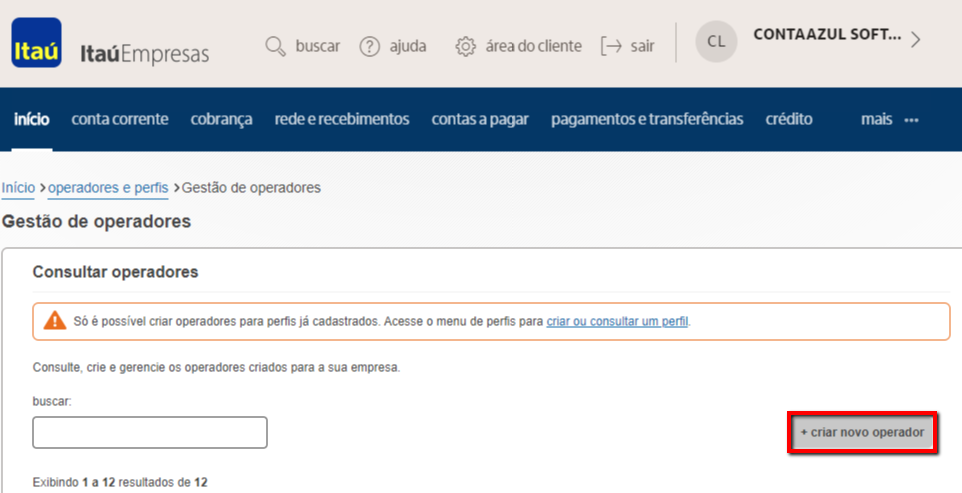 Itaú
ItaúEmpresas
buscar
ajuda
área do cliente
sair
CL
CONTAAZUL SOFT...
início
conta corrente
cobrança
rede e recebimentos
contas a pagar
pagamentos e transferências
crédito
mais
Início > operadores e perfis > Gestão de operadores
Gestão de operadores
Consultar operadores
Só é possível criar operadores para perfis já cadastrados. Acesse o menu de perfis para criar ou consultar um perfil.
Consulte, crie e gerencie os operadores criados para a sua empresa.
buscar:
+ criar novo operador
Exibindo 1 a 12 resultados de 12